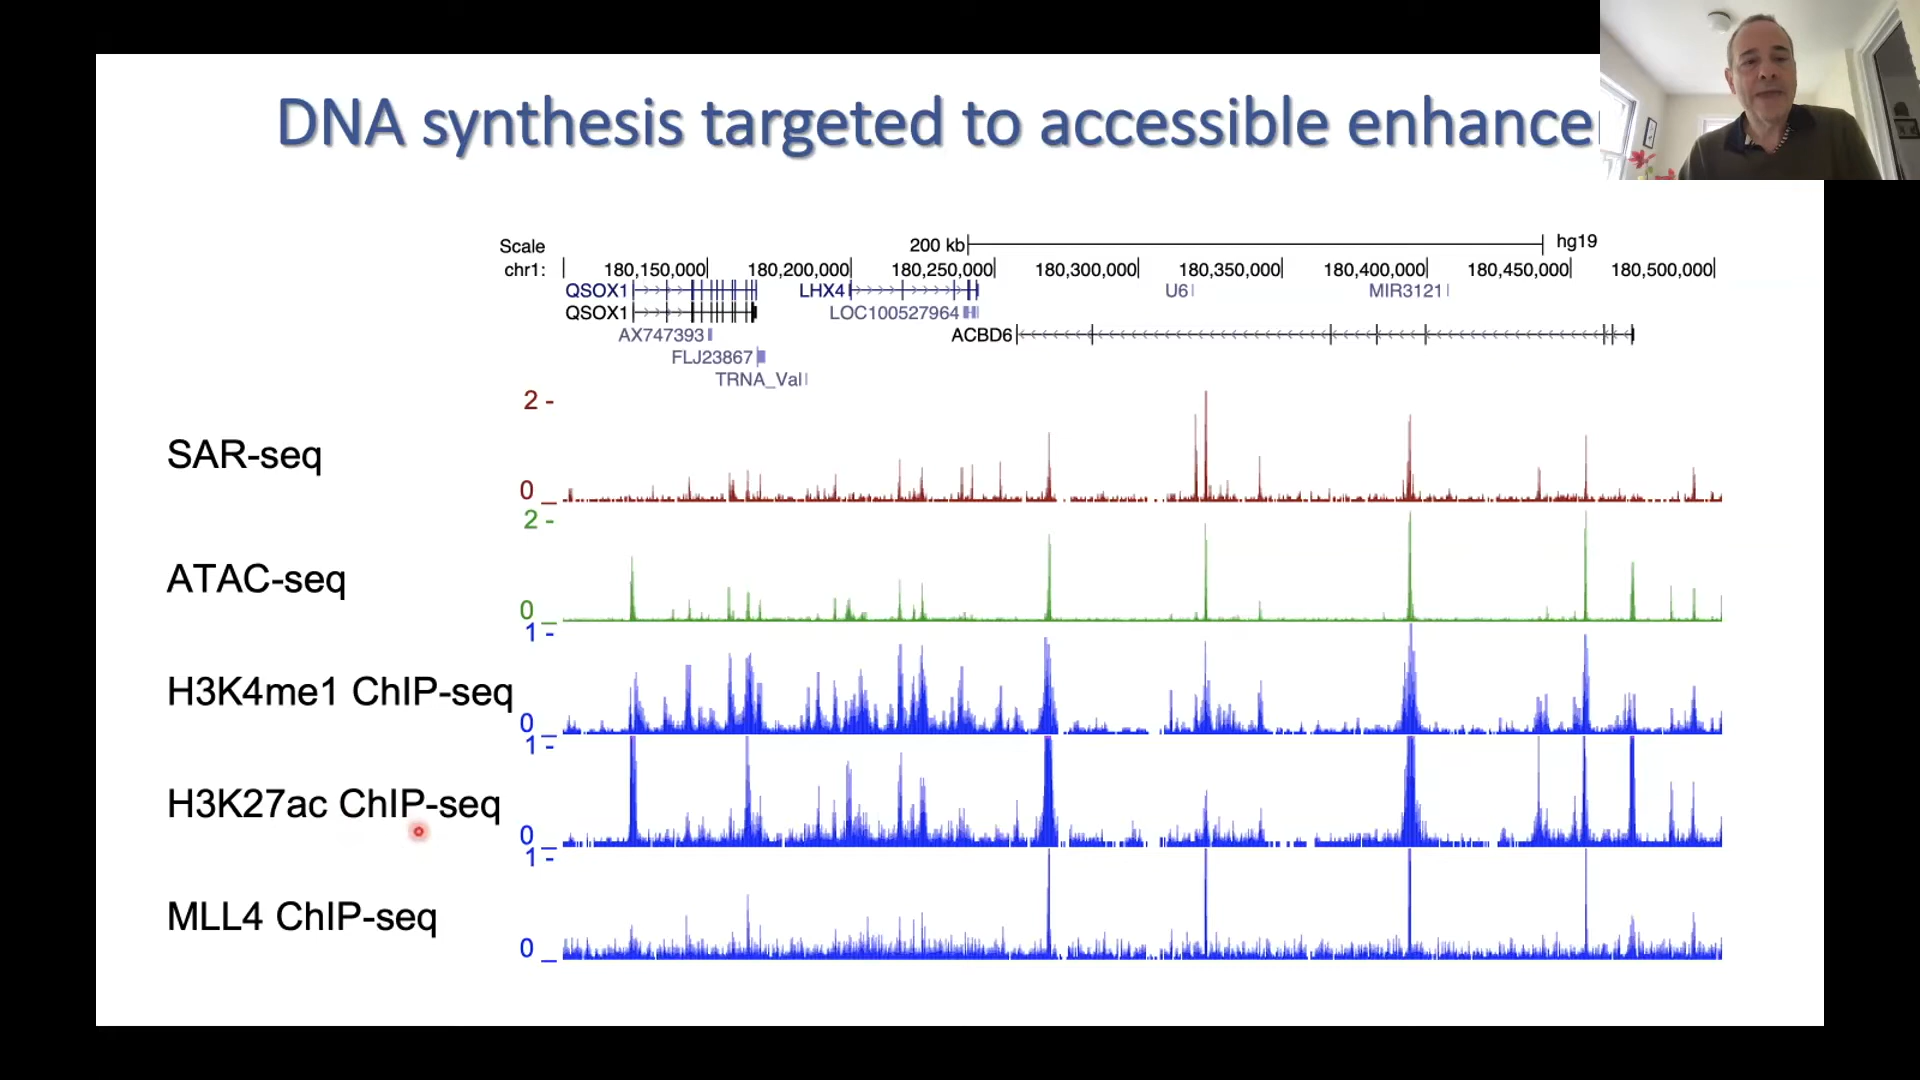 DNA synthesis targeted to accessible enhance
Scale 200 kb hg19
chr1: 180,150,000 180,200,000 180,250,000 180,300,000 180,350,000 180,400,000 180,450,000 180,500,000
QSOX1 LHX4 U6 MIR3121
QSOX1 LOC100527964
AX747393 ACBD6
FLJ23867
TRNA_Val
2 -
SAR-seq
0 _
2 -
ATAC-seq
0 _
1 -
H3K4me1 ChIP-seq
0 _
1 -
H3K27ac ChIP-seq
0 _
1 -
MLL4 ChIP-seq
0 _